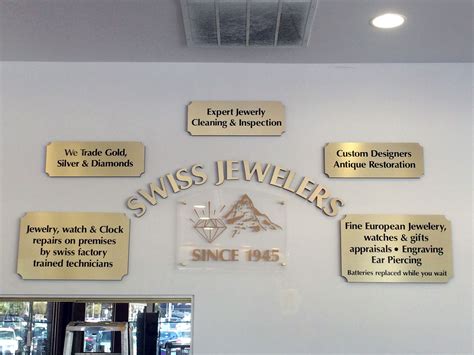 Expert Jewerly
Cleaning & Inspection
We Trade Gold,
Silver & Diamonds
Custom Designers
Antique Restoration
SWISS JEWELERS
SINCE 1945
Jewelry, watch & Clock
repairs on premises
by swiss factory
trained technicians
Fine European Jewelery,
watches & gifts
appraisals • Engraving
Ear Piercing
Batteries replaced while you wait